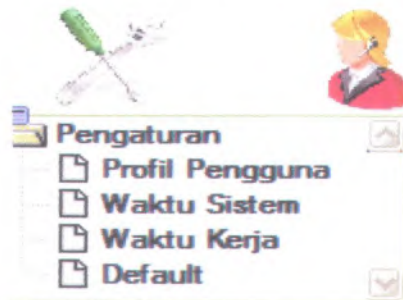 Pengaturan
Profil Pengguna
Waktu Sistem
Waktu Kerja
Default